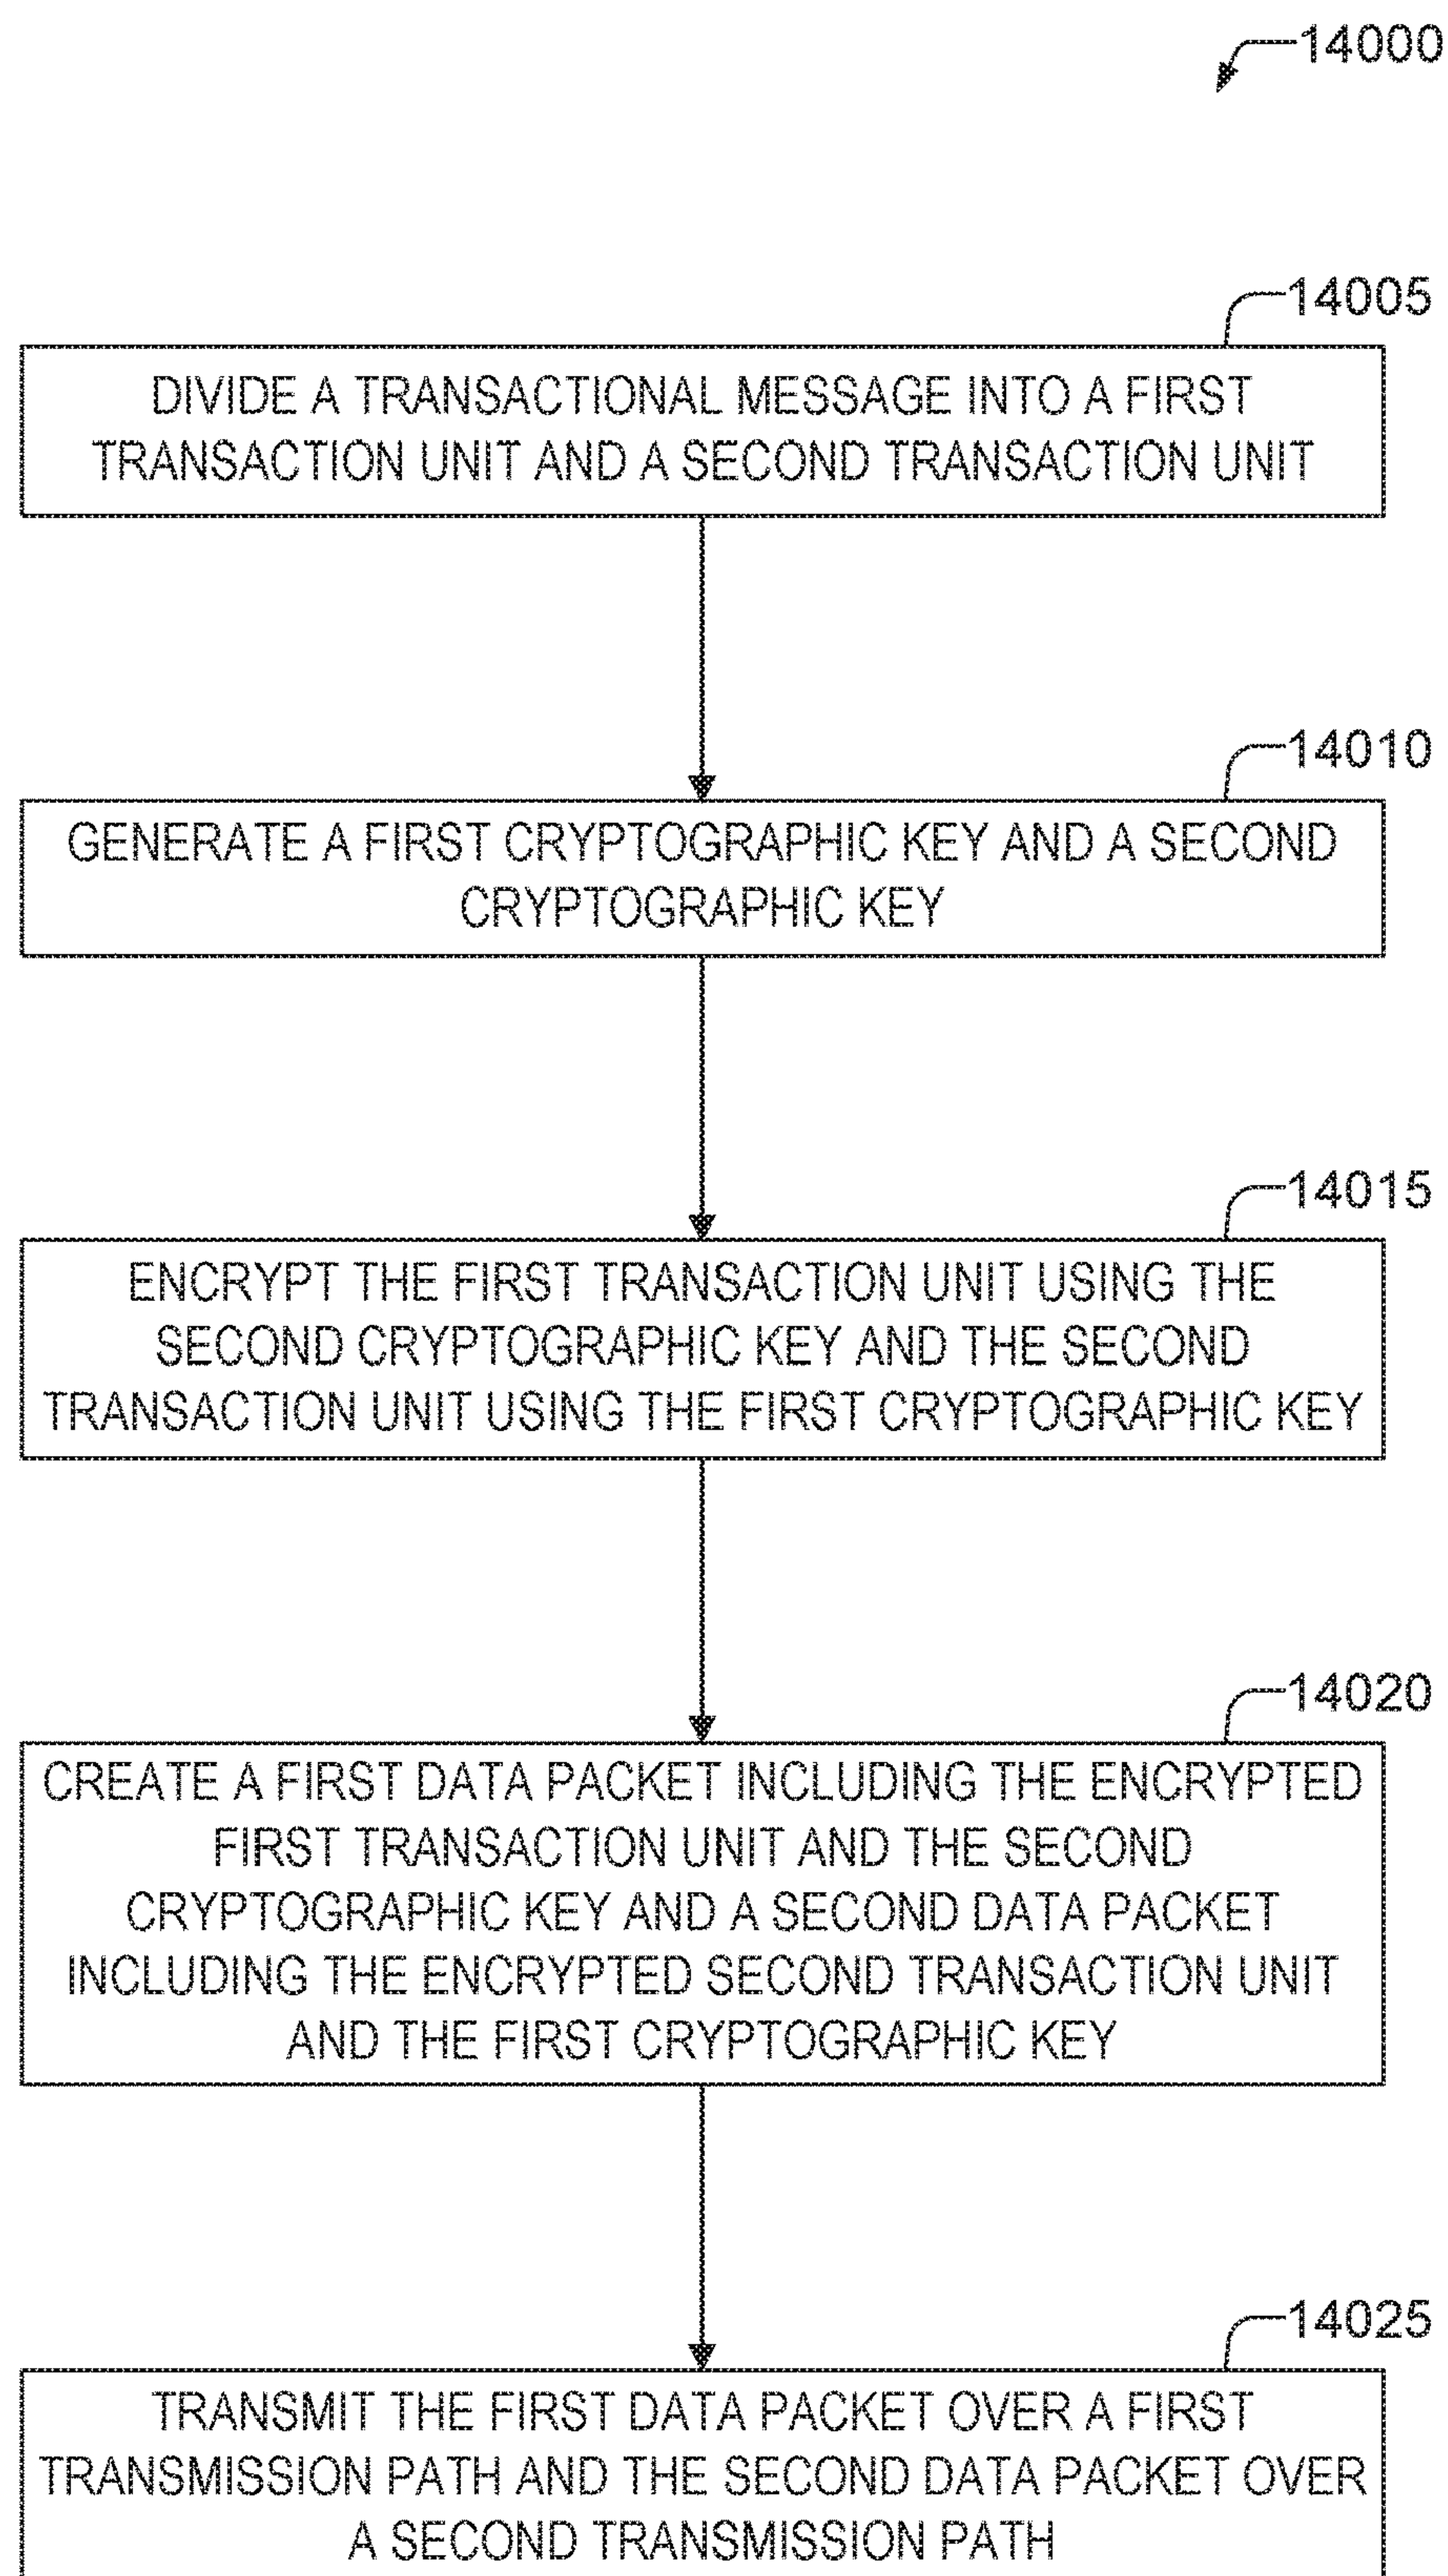 14000
14005
DIVIDE A TRANSACTIONAL MESSAGE INTO A FIRST
TRANSACTION UNIT AND A SECOND TRANSACTION UNIT
14010
GENERATE A FIRST CRYPTOGRAPHIC KEY AND A SECOND
CRYPTOGRAPHIC KEY
14015
ENCRYPT THE FIRST TRANSACTION UNIT USING THE
SECOND CRYPTOGRAPHIC KEY AND THE SECOND
TRANSACTION UNIT USING THE FIRST CRYPTOGRAPHIC KEY
14020
CREATE A FIRST DATA PACKET INCLUDING THE ENCRYPTED
FIRST TRANSACTION UNIT AND THE SECOND
CRYPTOGRAPHIC KEY AND A SECOND DATA PACKET
INCLUDING THE ENCRYPTED SECOND TRANSACTION UNIT
AND THE FIRST CRYPTOGRAPHIC KEY
14025
TRANSMIT THE FIRST DATA PACKET OVER A FIRST
TRANSMISSION PATH AND THE SECOND DATA PACKET OVER
A SECOND TRANSMISSION PATH